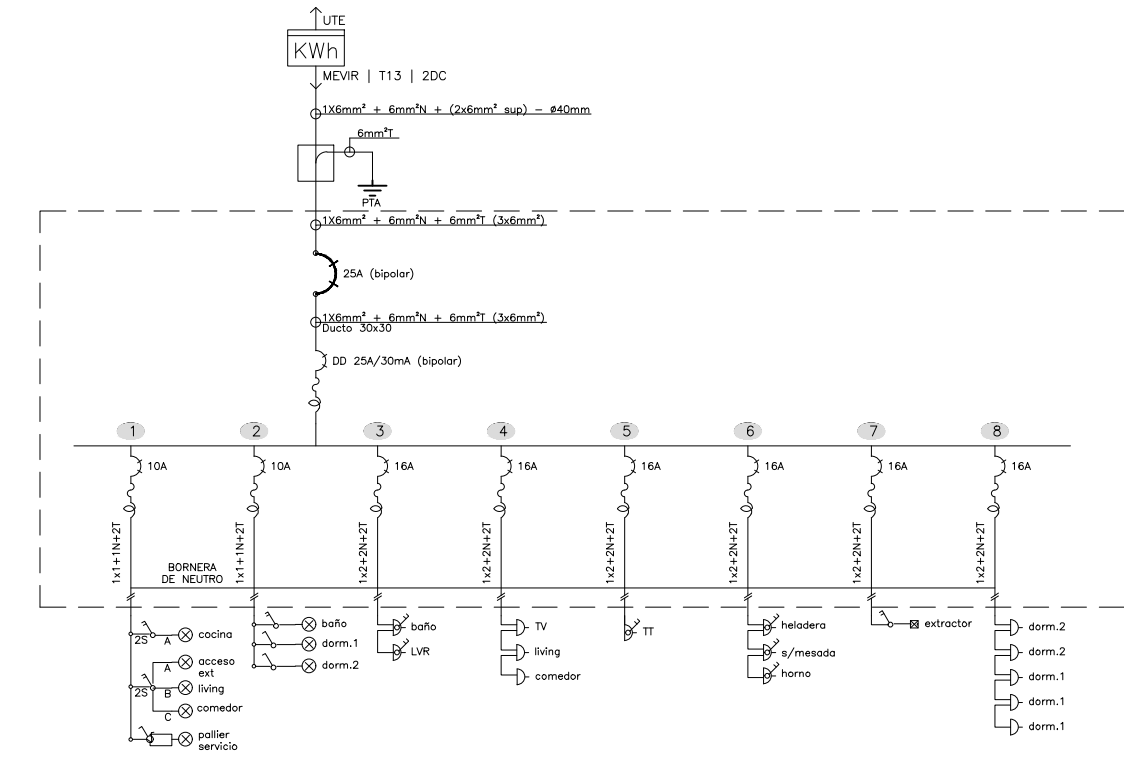 UTE
KWh
MEVIR | T13 | 2DC
1X6mm² + 6mm²N + (2x6mm² sup) - ø40mm
6mm²T
PTA
1X6mm² + 6mm²N + 6mm²T (3x6mm²)
25A (bipolar)
1X6mm² + 6mm²N + 6mm²T (3x6mm²)
Ducto 30x30
DD 25A/30mA (bipolar)
1 2 3 4 5 6 7 8
10A 10A 16A 16A 16A 16A 16A 16A
1x1+1N+2T
1x1+1N+2T
1x2+2N+2T
1x2+2N+2T
1x2+2N+2T
1x2+2N+2T
1x2+2N+2T
1x2+2N+2T
BORNERA
DE NEUTRO
2S A cocina
A acceso
ext
2S B living
C comedor
pallier
servicio
baño
dorm.1
dorm.2
baño
LVR
TV
living
comedor
TT
heladera
s/mesada
horno
extractor
dorm.2
dorm.2
dorm.1
dorm.1
dorm.1